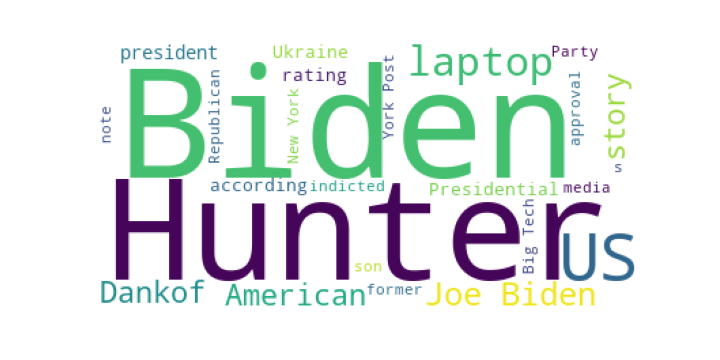 president
Ukraine
laptop
Party
rating
Biden
note
Republican
New York
York Post
approval
story
s
according
indicted
Presidential
media
Hunter
Big Tech
US
son
Dankof
American
former
Joe Biden